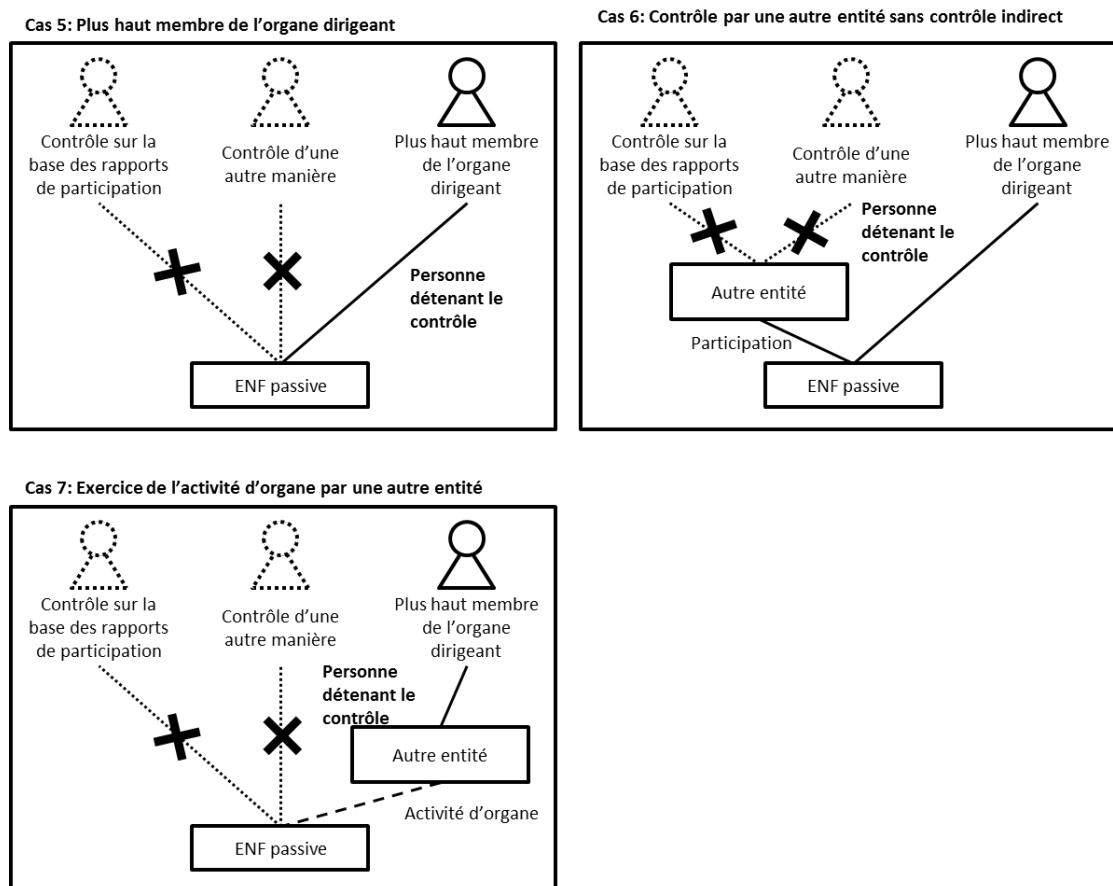 Cas 5: Plus haut membre de l’organe dirigeant
Contrôle sur la
base des rapports
de participation
Contrôle d’une
autre manière
Plus haut membre
de l’organe
dirigeant
Personne
détenant le
contrôle
ENF passive
Cas 6: Contrôle par une autre entité sans contrôle indirect
Contrôle sur la
base des rapports
de participation
Contrôle d’une
autre manière
Plus haut membre
de l’organe
dirigeant
Personne
détenant le
contrôle
Autre entité
Participation
ENF passive
Cas 7: Exercice de l’activité d’organe par une autre entité
Contrôle sur la
base des rapports
de participation
Contrôle d’une
autre manière
Plus haut membre
de l’organe
dirigeant
Personne
détenant le
contrôle
Autre entité
Activité d’organe
ENF passive